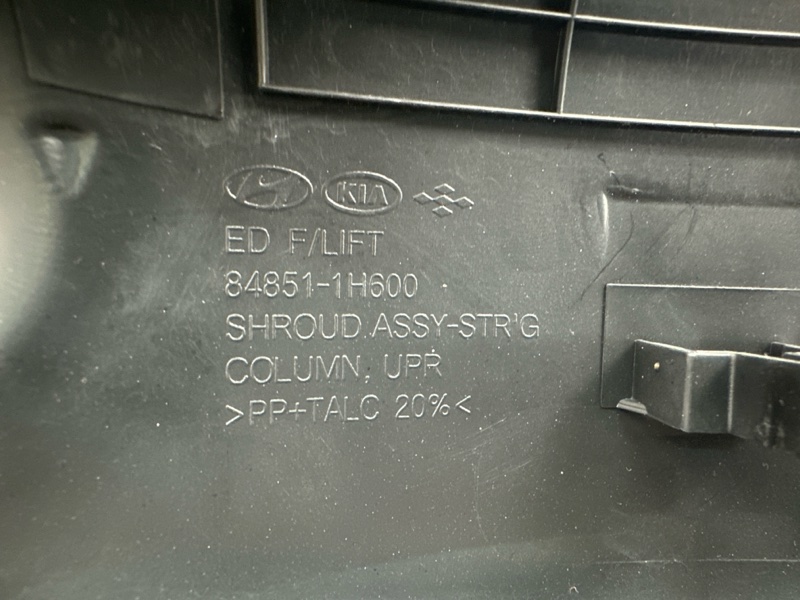 KIA
ED F/LIFT
84851-1H600
SHROUD ASSY-STR'G
COLUMN, UPR
>PP+TALC 20%<